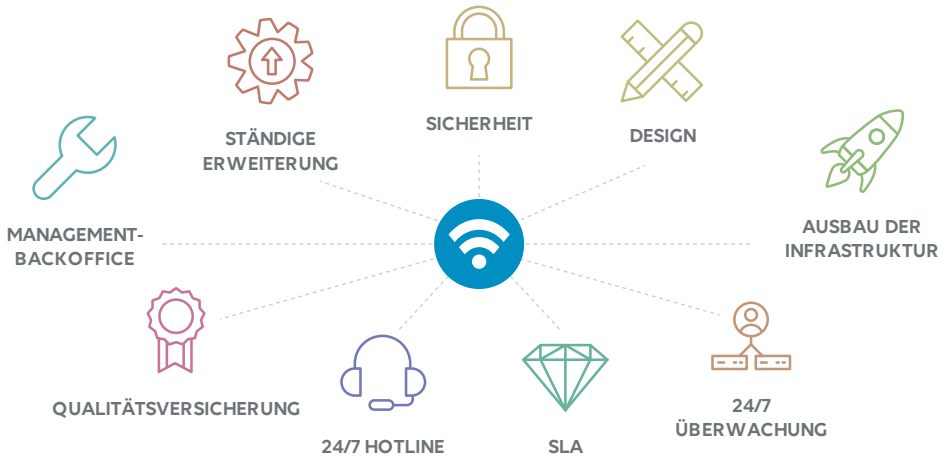 SICHERHEIT
STÄNDIGE
ERWEITERUNG
DESIGN
MANAGEMENT-
BACKOFFICE
AUSBAU DER
INFRASTRUKTUR
QUALITÄTSVERSICHERUNG
24/7 HOTLINE
SLA
24/7
ÜBERWACHUNG